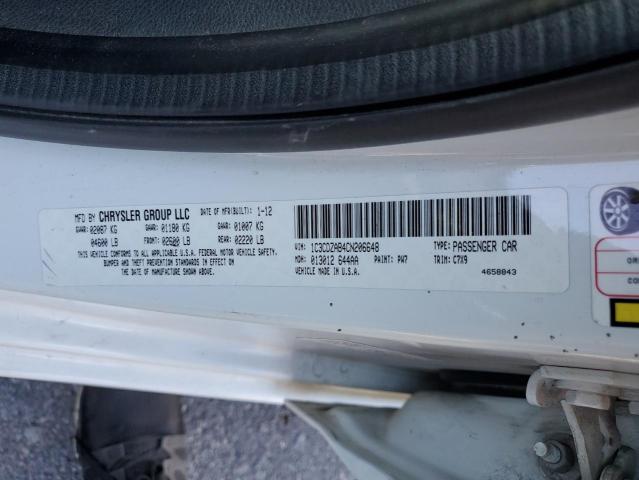 MFD BY CHRYSLER GROUP LLC DATE OF MFR(BUILT): 1-12
GVWR: 02087 KG GAWR: 01180 KG GAWR: 01007 KG
04600 LB FRONT: 02600 LB REAR: 02220 LB
THIS VEHICLE CONFORMS TO ALL APPLICABLE U.S.A. FEDERAL MOTOR VEHICLE SAFETY,
BUMPER AND THEFT PREVENTION STANDARDS IN EFFECT ON
THE DATE OF MANUFACTURE SHOWN ABOVE.
VIN: 1C3CDZAB4CN206648 TYPE: PASSENGER CAR
MDH: 013012 644AA PAINT: PW7 TRIM: C7X9
VEHICLE MADE IN U.S.A. 4658843